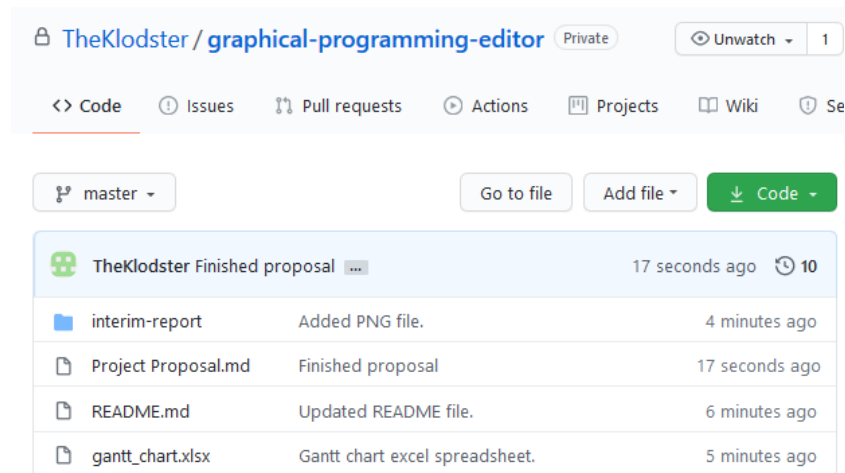 TheKlodster / graphical-programming-editor Private Unwatch 1
<> Code Issues Pull requests Actions Projects Wiki Se
master Go to file Add file Code
TheKlodster Finished proposal ... 17 seconds ago 10
interim-report Added PNG file. 4 minutes ago
Project Proposal.md Finished proposal 17 seconds ago
README.md Updated README file. 6 minutes ago
gantt_chart.xlsx Gantt chart excel spreadsheet. 5 minutes ago